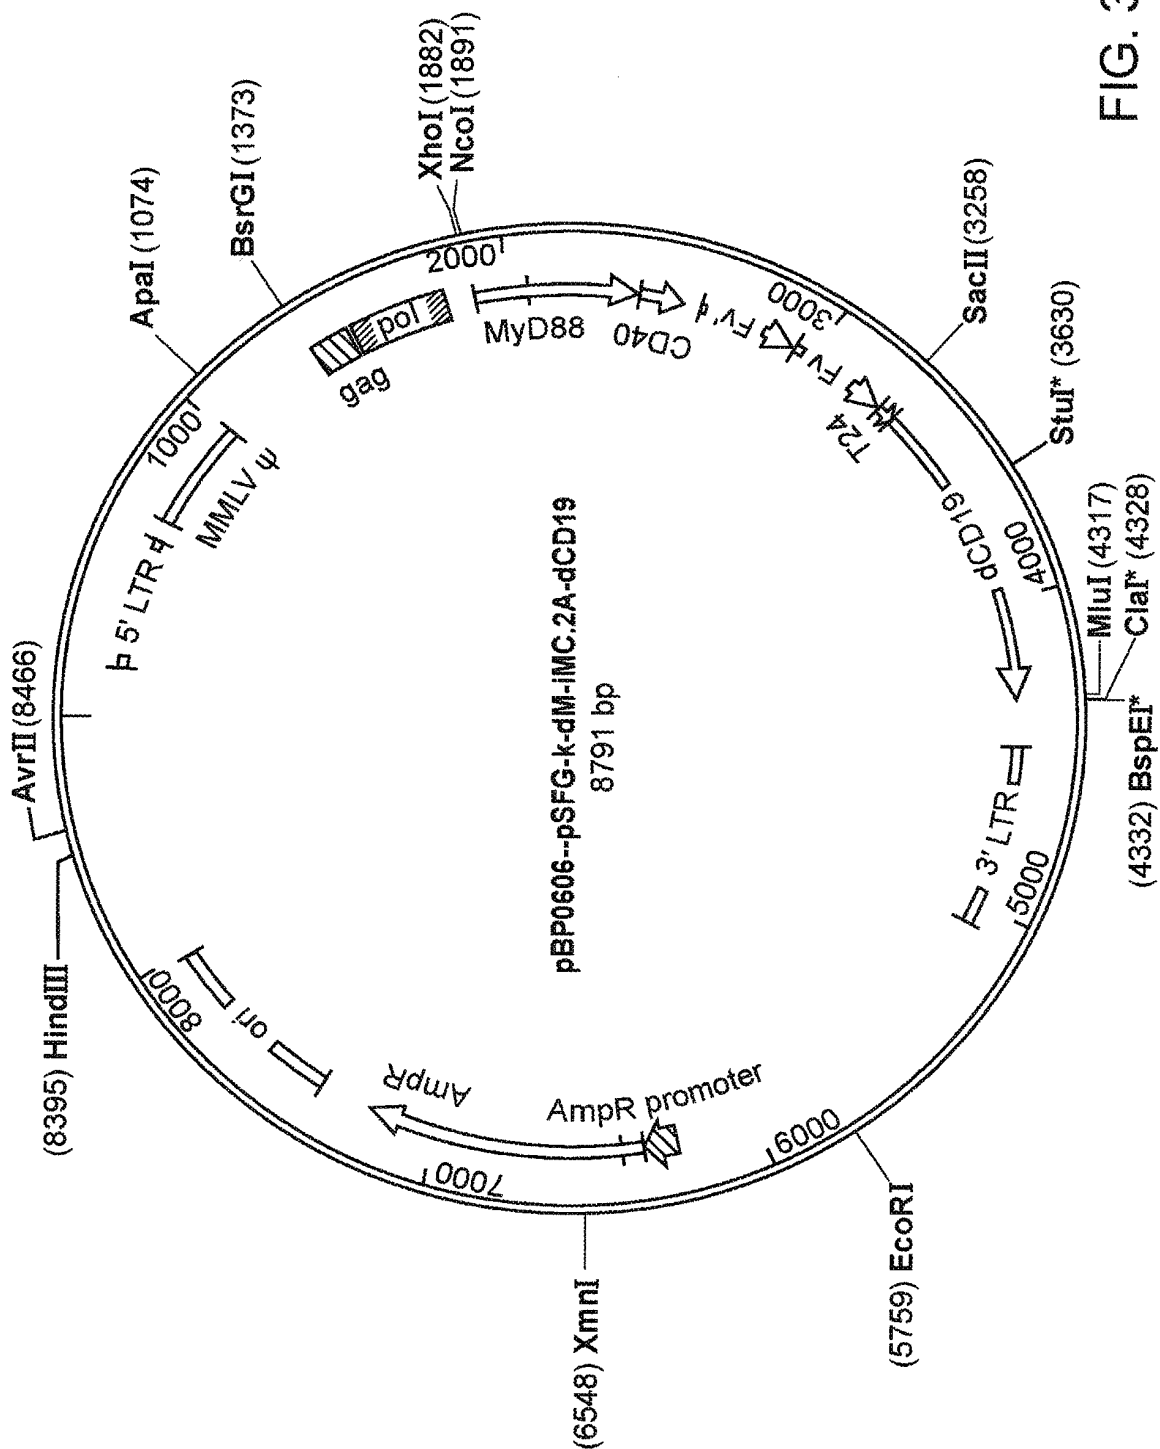 AvrII (8466)
(8395) HindIII
ApaI (1074)
BsrGI (1373)
XhoI (1882)
NcoI (1891)
SacII (3258)
StuI* (3630)
MluI (4317)
ClaI* (4328)
(4332) BspEI*
(5759) EcoRI
(6548) XmnI
1000
2000
3000
4000
5000
6000
7000
8000
5' LTR
MMLV ψ
gag
pol
MyD88
CD40
Fv'
Fv
T24
dCD19
3' LTR
AmpR promoter
AmpR
ori
pBP0606--pSFG-k-dM-iMC.2A-dCD19
8791 bp
FIG. 3